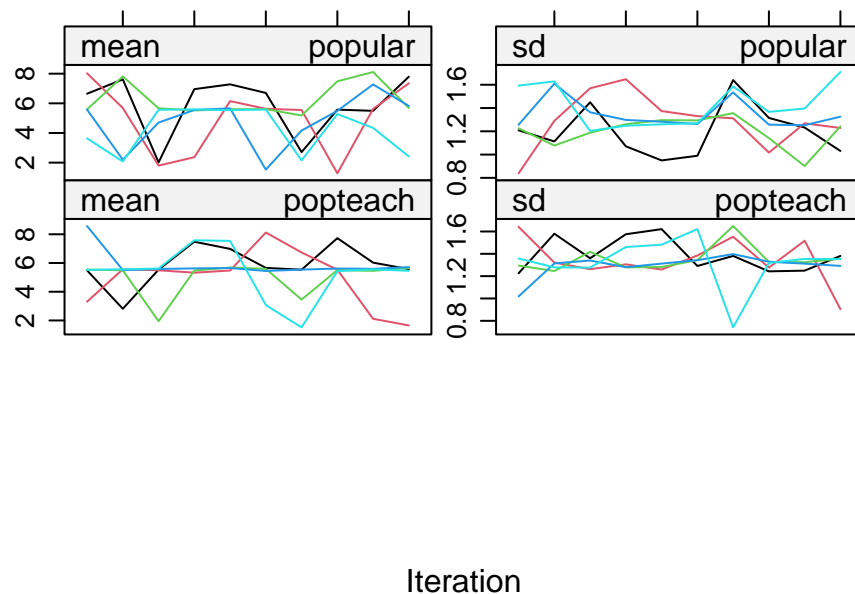 mean popular
sd popular
8
6
4
2
1.6
1.2
0.8
mean popteach
sd popteach
8
6
4
2
1.6
1.2
0.8
Iteration